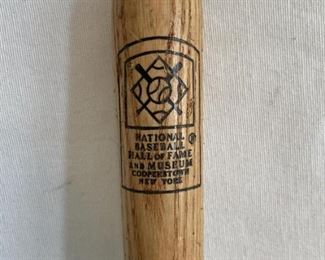 NATIONAL
BASEBALL
HALL OF FAME
AND MUSEUM
COOPERSTOWN
NEW YORK